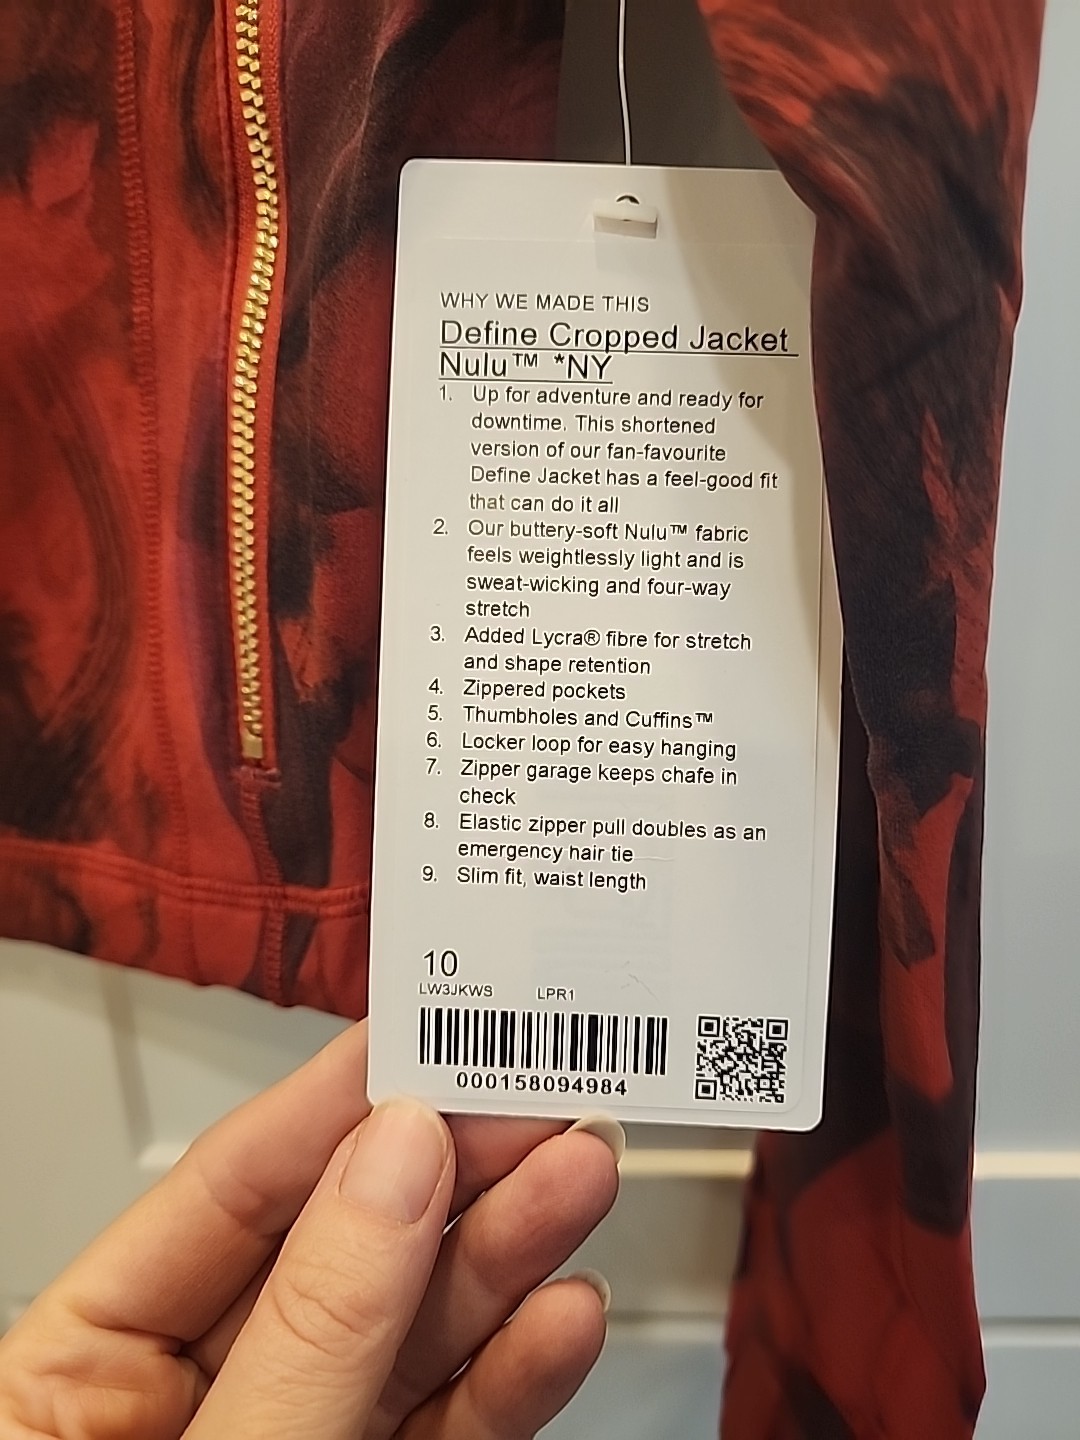 WHY WE MADE THIS
Define Cropped Jacket
Nulu™ *NY
1. Up for adventure and ready for
downtime. This shortened
version of our fan-favourite
Define Jacket has a feel-good fit
that can do it all
2. Our buttery-soft Nulu™ fabric
feels weightlessly light and is
sweat-wicking and four-way
stretch
3. Added Lycra® fibre for stretch
and shape retention
4. Zippered pockets
5. Thumbholes and Cuffins™
6. Locker loop for easy hanging
7. Zipper garage keeps chafe in
check
8. Elastic zipper pull doubles as an
emergency hair tie
9. Slim fit, waist length
10
LW3JKWS LPR1
000158094984